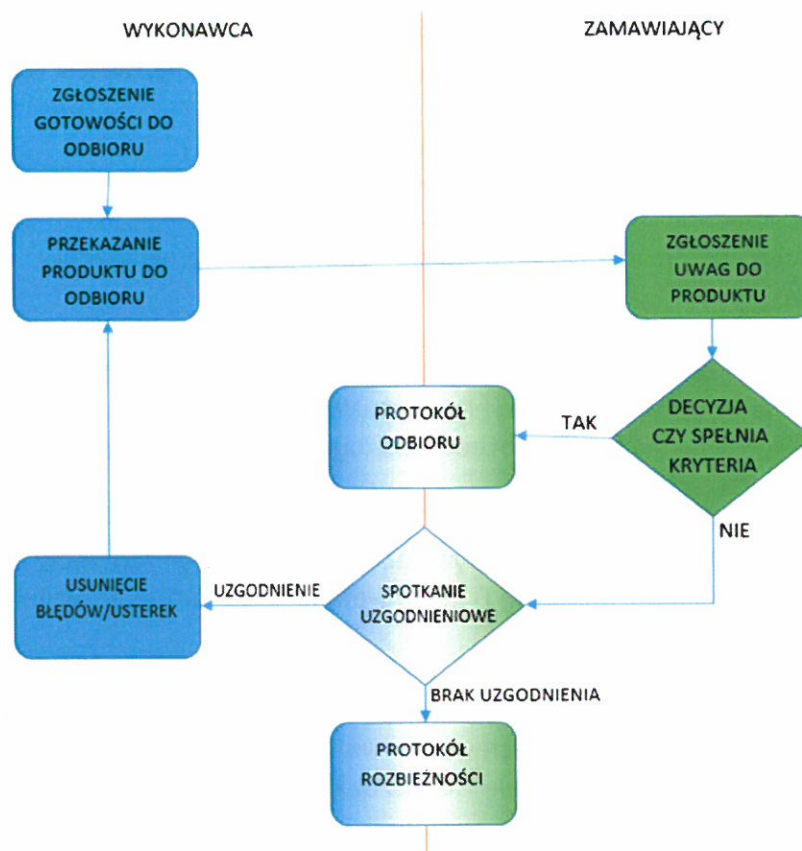 WYKONAWCA
ZAMAWIAJĄCY
ZGŁOSZENIE
GOTOWOŚCI DO
ODBIORU
PRZEKAZANIE
PRODUKTU DO
ODBIORU
ZGŁOSZENIE
UWAG DO
PRODUKTU
DECYZJA
CZY SPEŁNIA
KRYTERIA
TAK
PROTOKÓŁ
ODBIORU
NIE
SPOTKANIE
UZGODNIENIOWE
UZGODNIENIE
USUNIĘCIE
BŁĘDÓW/USTEREK
BRAK UZGODNIENIA
PROTOKÓŁ
ROZBIEŻNOŚCI